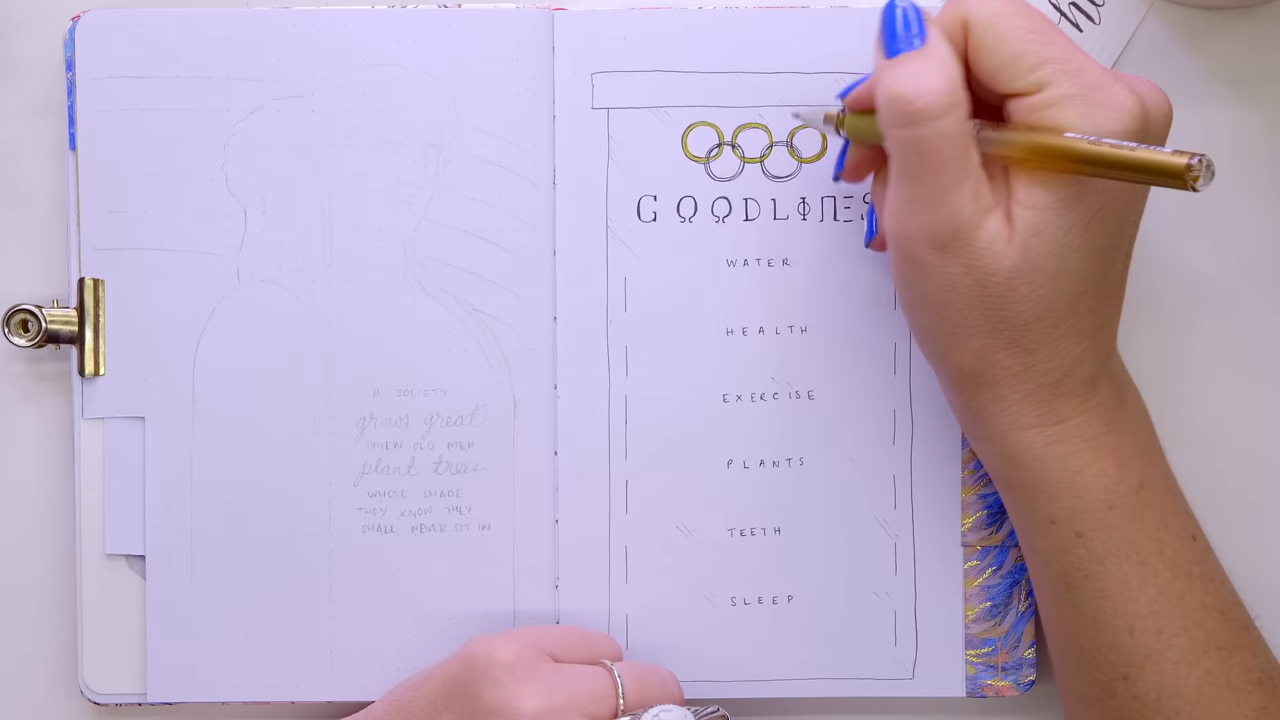 A SOCIETY
grows great
WHEN OLD MEN
plant trees
WHOSE SHADE
THEY KNOW THEY
SHALL NEVER SIT IN
GΩΩDLIΠES
WATER
HEALTH
EXERCISE
PLANTS
TEETH
SLEEP